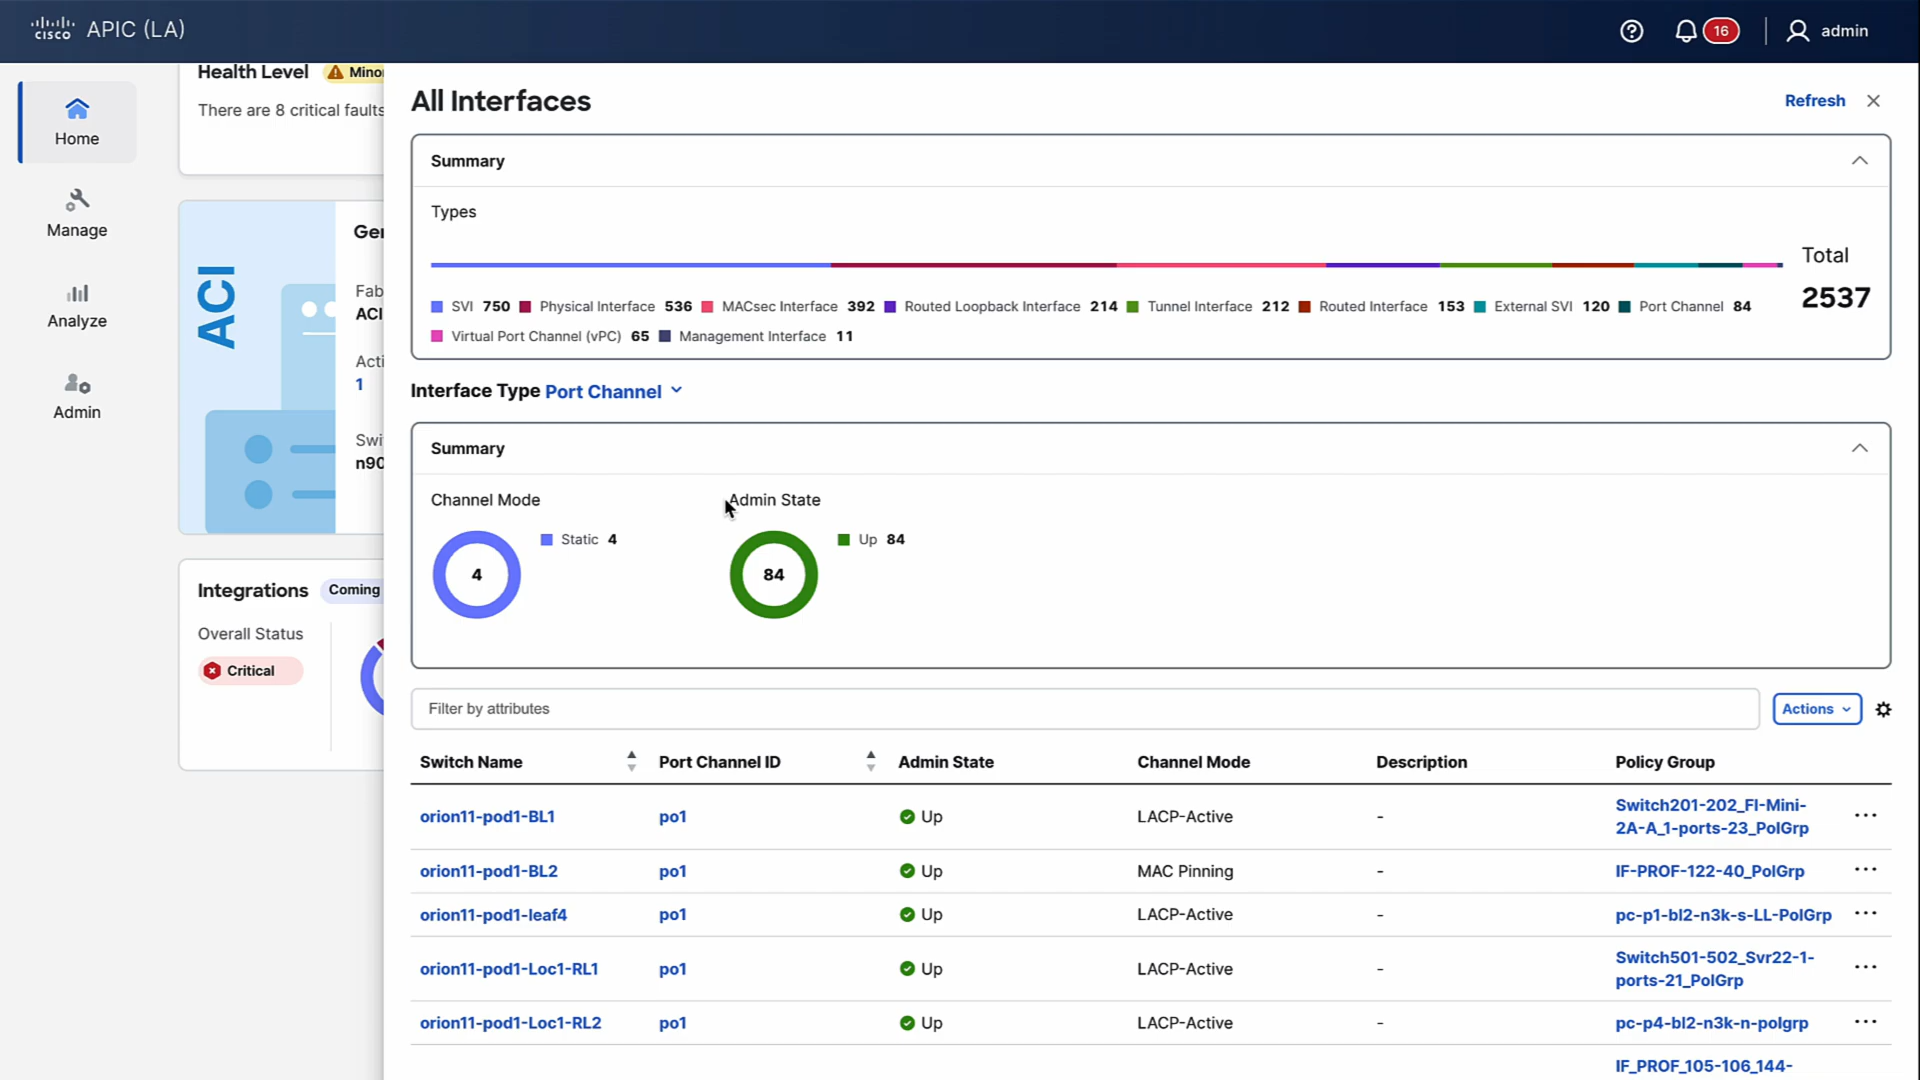 CISCO APIC (LA)
16
admin
Home
Manage
Analyze
Admin
Health Level
Mino
There are 8 critical faults
ACI
Ge
Fab
ACI
Acti
1
Swi
n90
Integrations Coming
Overall Status
Critical
All Interfaces
Refresh
Summary
Types
Total
2537
SVI 750 Physical Interface 536 MACsec Interface 392 Routed Loopback Interface 214 Tunnel Interface 212 Routed Interface 153 External SVI 120 Port Channel 84
Virtual Port Channel (vPC) 65 Management Interface 11
Interface Type Port Channel
Summary
Channel Mode
4
Static 4
Admin State
84
Up 84
Filter by attributes
Actions
Switch Name Port Channel ID Admin State Channel Mode Description Policy Group
orion11-pod1-BL1 po1 Up LACP-Active - Switch201-202_FI-Mini-
2A-A_1-ports-23_PolGrp
orion11-pod1-BL2 po1 Up MAC Pinning - IF-PROF-122-40_PolGrp
orion11-pod1-leaf4 po1 Up LACP-Active - pc-p1-bl2-n3k-s-LL-PolGrp
orion11-pod1-Loc1-RL1 po1 Up LACP-Active - Switch501-502_Svr22-1-
ports-21_PolGrp
orion11-pod1-Loc1-RL2 po1 Up LACP-Active - pc-p4-bl2-n3k-n-polgrp
IF_PROF_105-106_144-